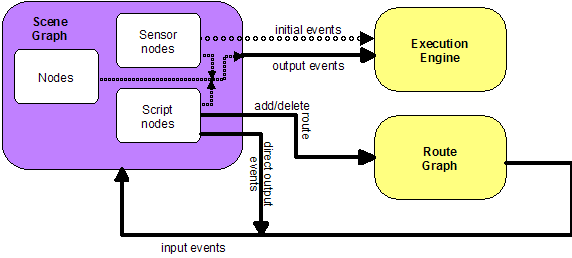 Scene
Graph
Sensor
nodes
Nodes
Script
nodes
initial events
output events
Execution
Engine
add/delete
route
direct output
events
Route
Graph
input events